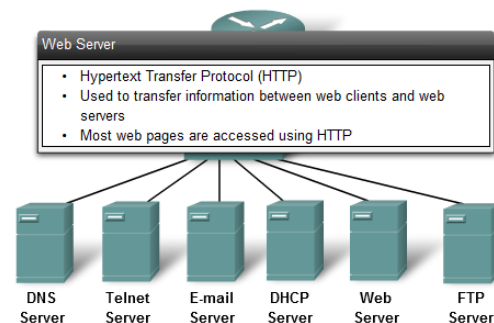 Web Server
• Hypertext Transfer Protocol (HTTP)
• Used to transfer information between web clients and web
servers
• Most web pages are accessed using HTTP
DNS Server
Telnet Server
E-mail Server
DHCP Server
Web Server
FTP Server